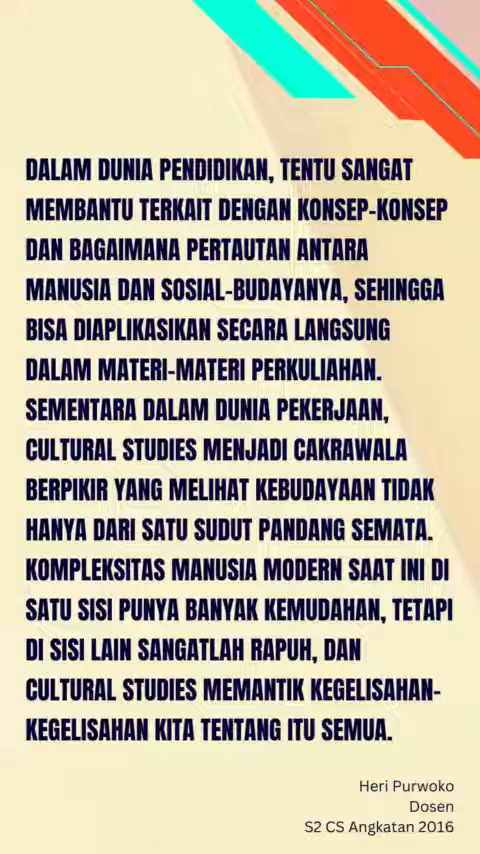 DALAM DUNIA PENDIDIKAN, TENTU SANGAT
MEMBANTU TERKAIT DENGAN KONSEP-KONSEP
DAN BAGAIMANA PERTAUTAN ANTARA
MANUSIA DAN SOSIAL-BUDAYANYA, SEHINGGA
BISA DIAPLIKASIKAN SECARA LANGSUNG
DALAM MATERI-MATERI PERKULIAHAN.
SEMENTARA DALAM DUNIA PEKERJAAN,
CULTURAL STUDIES MENJADI CAKRAWALA
BERPIKIR YANG MELIHAT KEBUDAYAAN TIDAK
HANYA DARI SATU SUDUT PANDANG SEMATA.
KOMPLEKSITAS MANUSIA MODERN SAAT INI DI
SATU SISI PUNYA BANYAK KEMUDAHAN, TETAPI
DI SISI LAIN SANGATLAH RAPUH, DAN
CULTURAL STUDIES MEMANTIK KEGELISAHAN-
KEGELISAHAN KITA TENTANG ITU SEMUA.
Heri Purwoko
Dosen
S2 CS Angkatan 2016